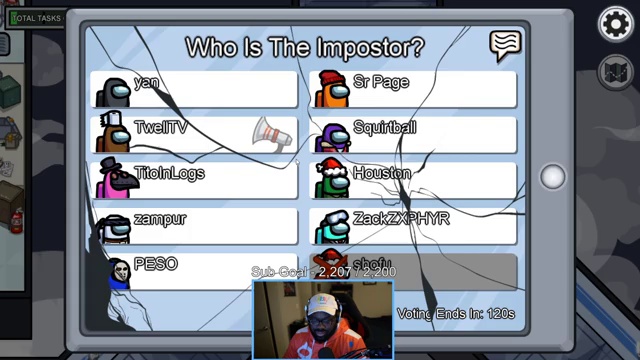 TOTAL TASKS
Who Is The Impostor?
yan
Sr Page
TwellTV
Squirtball
TitoInLogs
Houston
zampur
ZackZXPHYR
PESO
shofu
Sub-Goal - 2,207 / 2,200
Voting Ends In: 120s